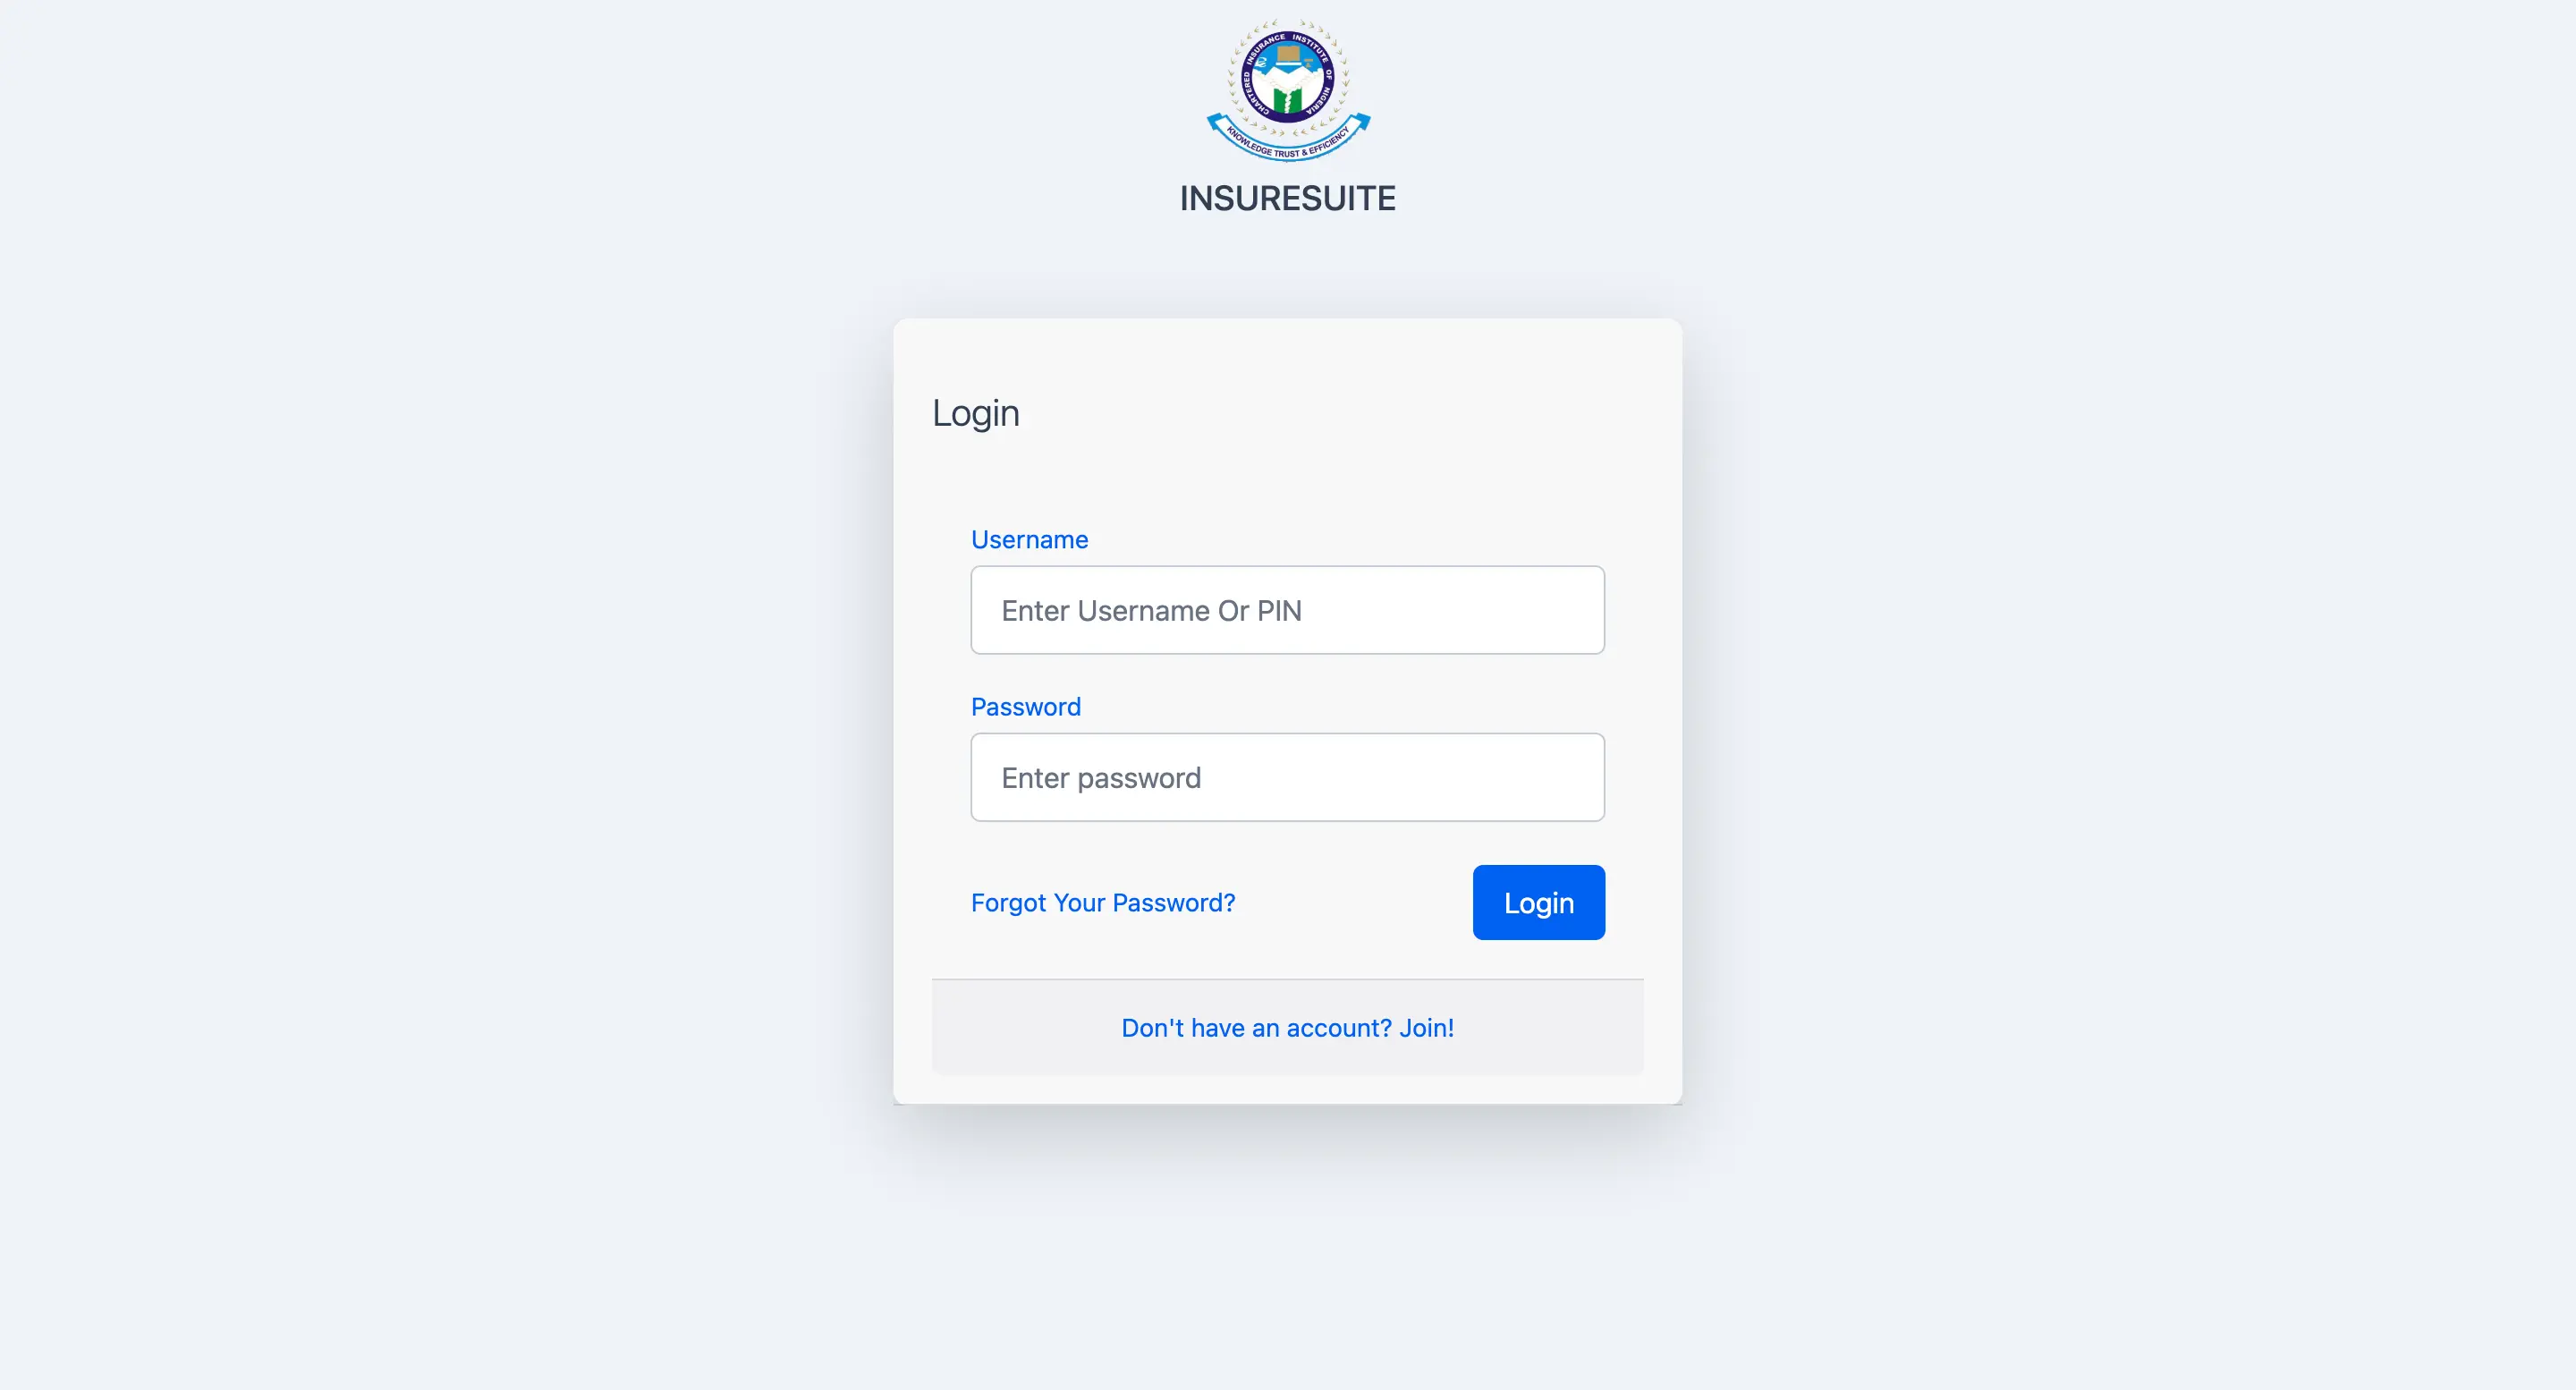 CHARTERED INSURANCE INSTITUTE OF NIGERIA
KNOWLEDGE TRUST & EFFICIENCY
INSURESUITE
Login
Username
Enter Username Or PIN
Password
Enter password
Forgot Your Password?
Login
Don't have an account? Join!